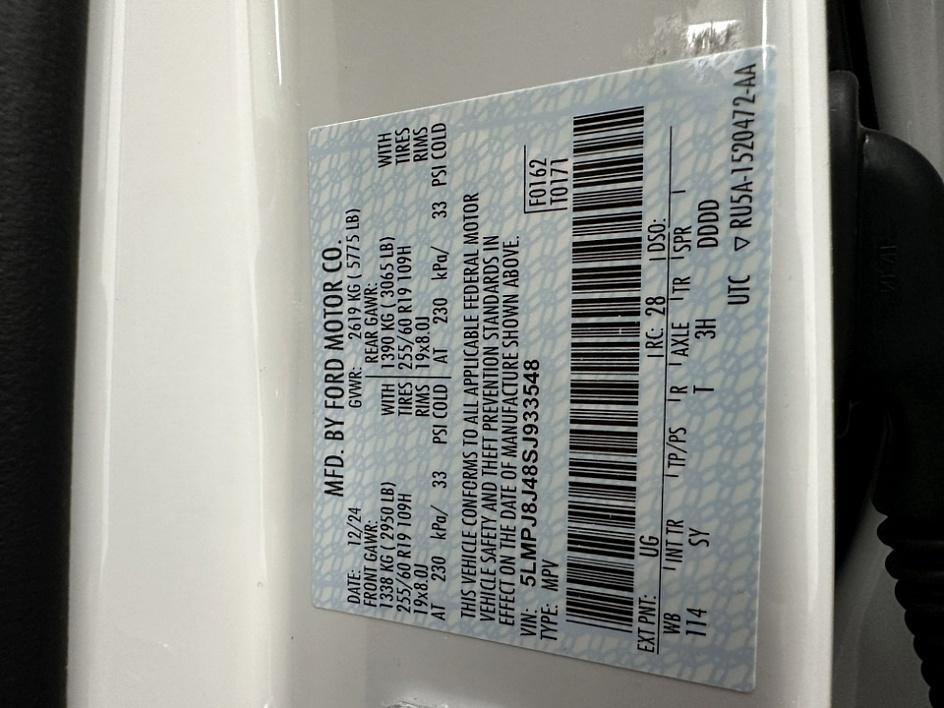 MFD. BY FORD MOTOR CO.
DATE: 12/24 GVWR: 2619 KG ( 5775 LB)
FRONT GAWR: REAR GAWR:
1338 KG ( 2950 LB) WITH 1390 KG ( 3065 LB) WITH
255/60 R19 109H TIRES 255/60 R19 109H TIRES
19x8.0J RIMS 19x8.0J RIMS
AT 230 kPa/ 33 PSI COLD AT 230 kPa/ 33 PSI COLD
THIS VEHICLE CONFORMS TO ALL APPLICABLE FEDERAL MOTOR
VEHICLE SAFETY AND THEFT PREVENTION STANDARDS IN
EFFECT ON THE DATE OF MANUFACTURE SHOWN ABOVE.
VIN: 5LMPJ8J48SJ933548 F0162
TYPE: MPV T0171
EXT PNT: UG RC: 28 DSO:
WB INT TR TP/PS R AXLE TR SPR
114 SY T 3H DDDD
UTC ▽ RU5A-1520472-AA